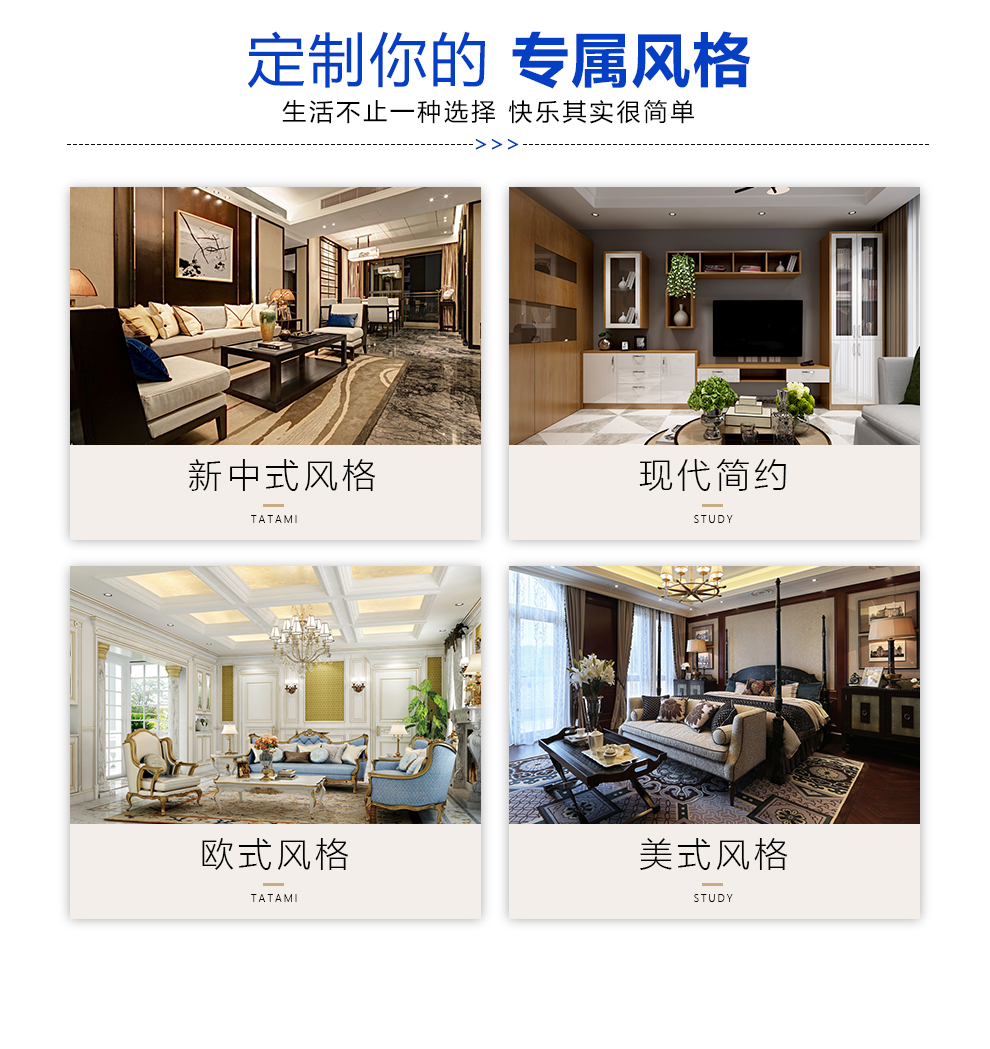 定制你的 专属风格
生活不止一种选择 快乐其实很简单
>>>
新中式风格
TATAMI
现代简约
STUDY
欧式风格
TATAMI
美式风格
STUDY